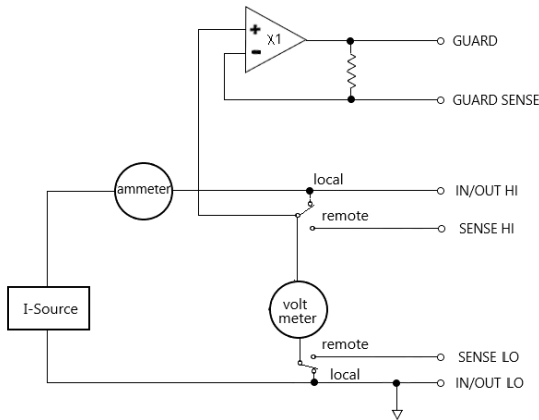 +
X1
-
GUARD
GUARD SENSE
ammeter
local
IN/OUT HI
remote
SENSE HI
I-Source
volt
meter
remote
SENSE LO
local
IN/OUT LO